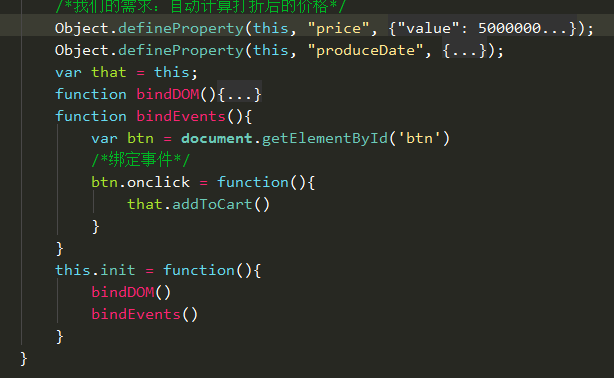 /*我们的需求：自动计算打折后的价格*/
Object.defineProperty(this, "price", {"value": 5000000...});
Object.defineProperty(this, "produceDate", {...});
var that = this;
function bindDOM(){...}
function bindEvents(){
var btn = document.getElementById('btn')
/*绑定事件*/
btn.onclick = function(){
that.addToCart()
}
}
this.init = function(){
bindDOM()
bindEvents()
}
}